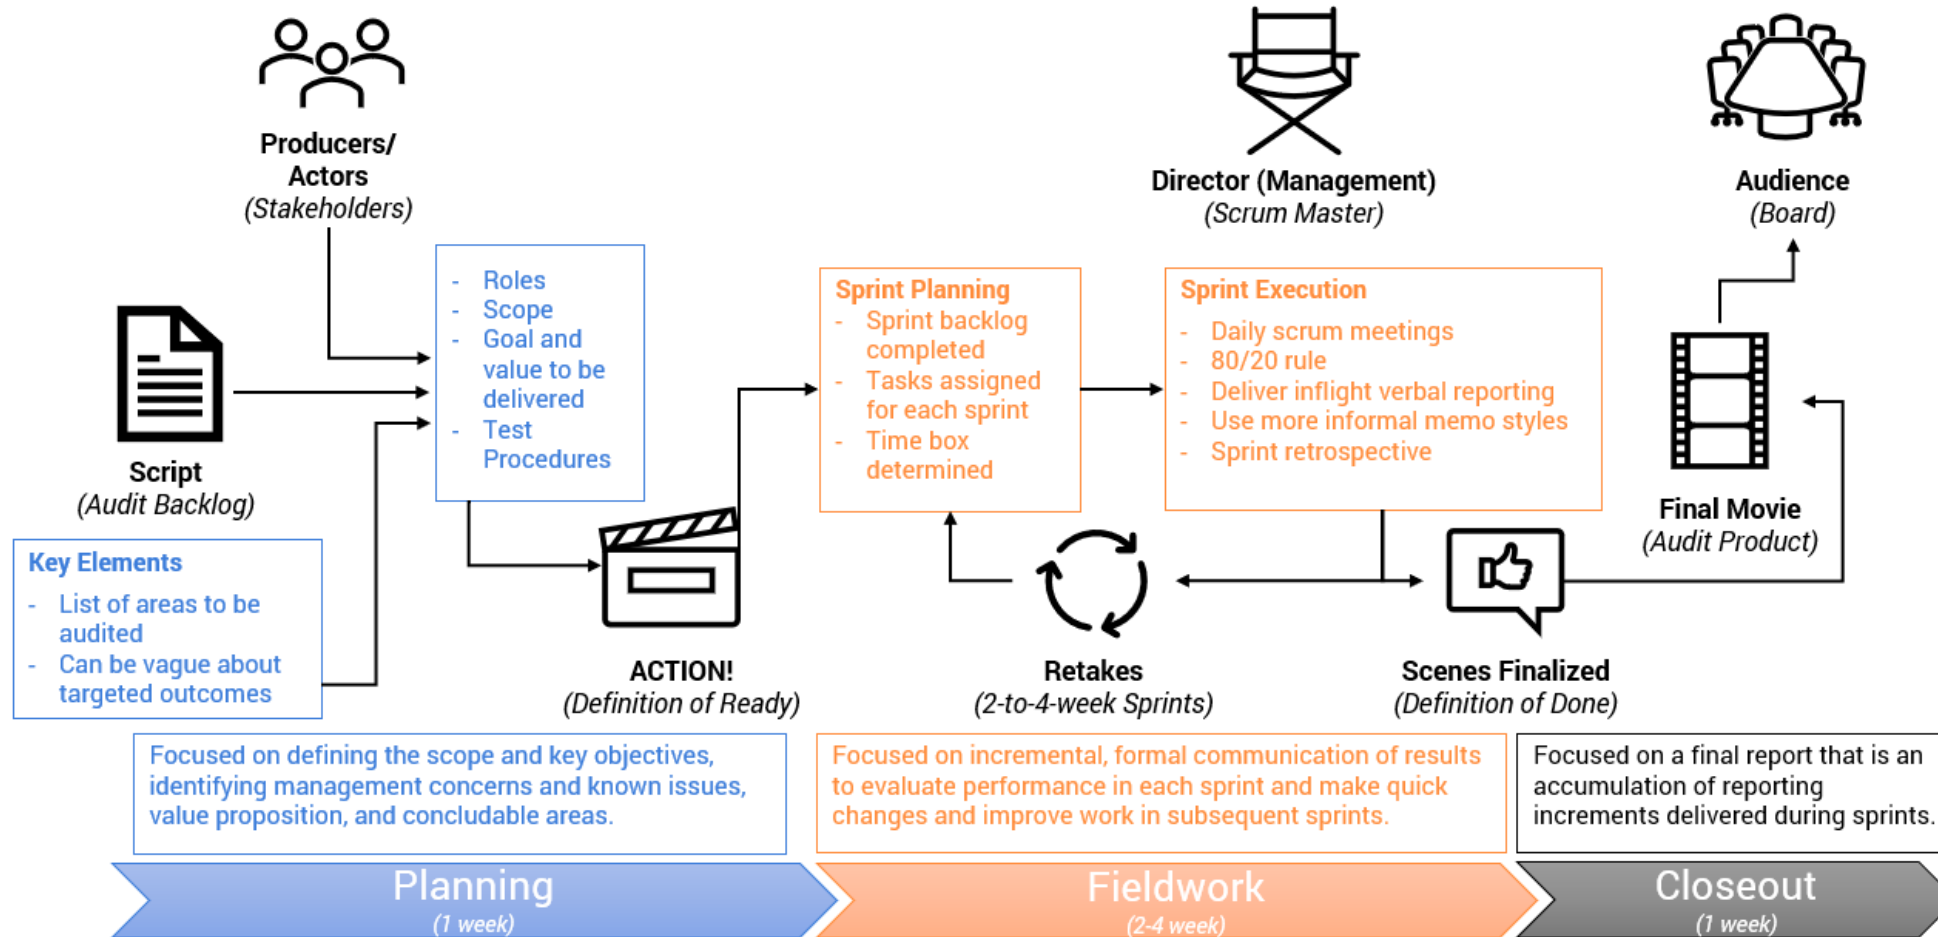 Producers/
Actors
(Stakeholders)
Director (Management)
(Scrum Master)
Audience
(Board)
Script
(Audit Backlog)
Key Elements
- List of areas to be
audited
- Can be vague about
targeted outcomes
- Roles
- Scope
- Goal and
value to be
delivered
- Test
Procedures
ACTION!
(Definition of Ready)
Sprint Planning
- Sprint backlog
completed
- Tasks assigned
for each sprint
- Time box
determined
Sprint Execution
- Daily scrum meetings
- 80/20 rule
- Deliver inflight verbal reporting
- Use more informal memo styles
- Sprint retrospective
Retakes
(2-to-4-week Sprints)
Scenes Finalized
(Definition of Done)
Final Movie
(Audit Product)
Focused on defining the scope and key objectives,
identifying management concerns and known issues,
value proposition, and concludable areas.
Focused on incremental, formal communication of results
to evaluate performance in each sprint and make quick
changes and improve work in subsequent sprints.
Focused on a final report that is an
accumulation of reporting
increments delivered during sprints.
Planning
(1 week)
Fieldwork
(2-4 week)
Closeout
(1 week)